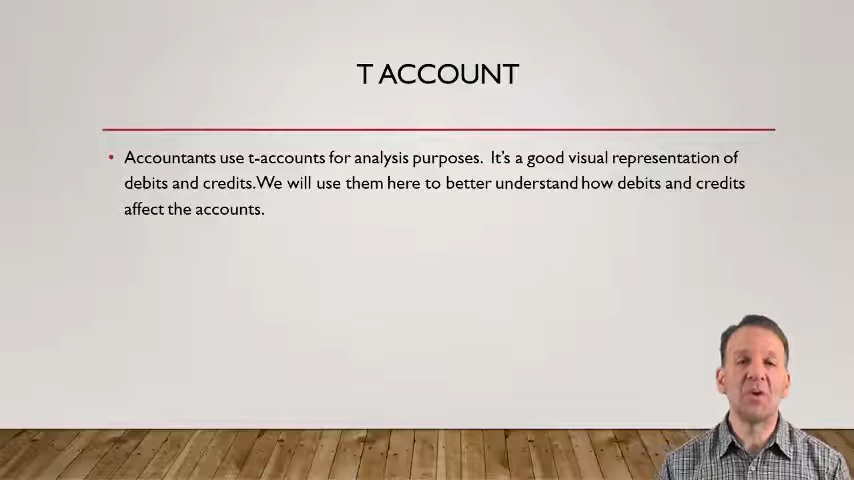 T ACCOUNT
• Accountants use t-accounts for analysis purposes.  It's a good visual representation of
debits and credits.We will use them here to better understand how debits and credits
affect the accounts.